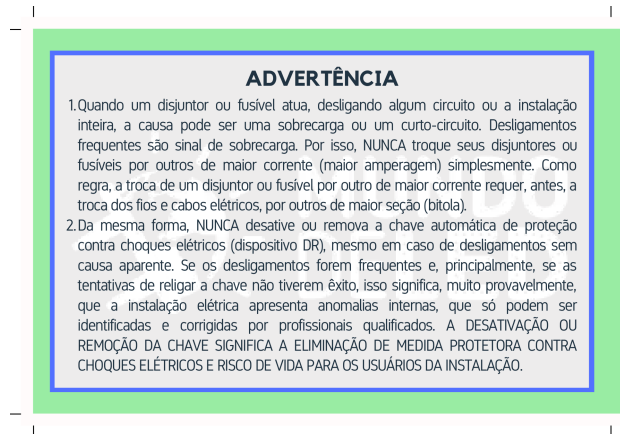 ADVERTÊNCIA
1. Quando um disjuntor ou fusível atua, desligando algum circuito ou a instalação
inteira, a causa pode ser uma sobrecarga ou um curto-circuito. Desligamentos
frequentes são sinal de sobrecarga. Por isso, NUNCA troque seus disjuntores ou
fusíveis por outros de maior corrente (maior amperagem) simplesmente. Como
regra, a troca de um disjuntor ou fusível por outro de maior corrente requer, antes, a
troca dos fios e cabos elétricos, por outros de maior seção (bitola).
2. Da mesma forma, NUNCA desative ou remova a chave automática de proteção
contra choques elétricos (dispositivo DR), mesmo em caso de desligamentos sem
causa aparente. Se os desligamentos forem frequentes e, principalmente, se as
tentativas de religar a chave não tiverem êxito, isso significa, muito provavelmente,
que a instalação elétrica apresenta anomalias internas, que só podem ser
identificadas e corrigidas por profissionais qualificados. A DESATIVAÇÃO OU
REMOÇÃO DA CHAVE SIGNIFICA A ELIMINAÇÃO DE MEDIDA PROTETORA CONTRA
CHOQUES ELÉTRICOS E RISCO DE VIDA PARA OS USUÁRIOS DA INSTALAÇÃO.